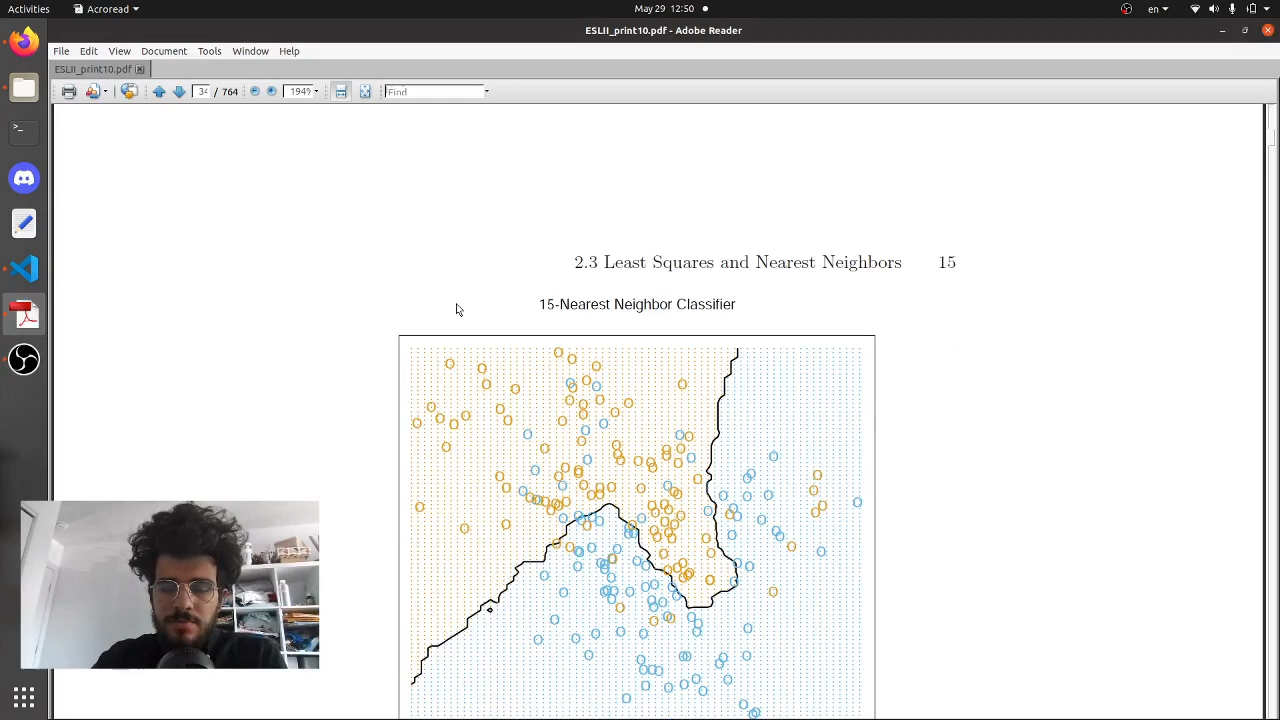 Activities
Acroread
May 29 12:50
en
ESLII_print10.pdf - Adobe Reader
File Edit View Document Tools Window Help
ESLII_print10.pdf
/ 764
194%
Find
2.3 Least Squares and Nearest Neighbors 15
15-Nearest Neighbor Classifier